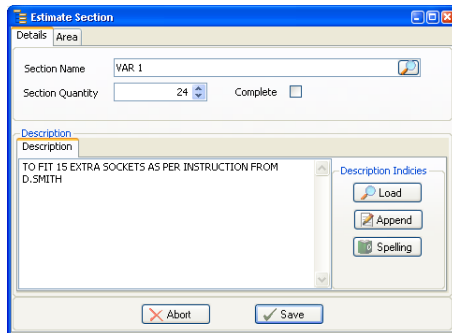 Estimate Section
Details Area
Section Name VAR 1
Section Quantity 24 Complete
Description
Description
TO FIT 15 EXTRA SOCKETS AS PER INSTRUCTION FROM
D.SMITH
Description Indicies
Load
Append
Spelling
Abort Save